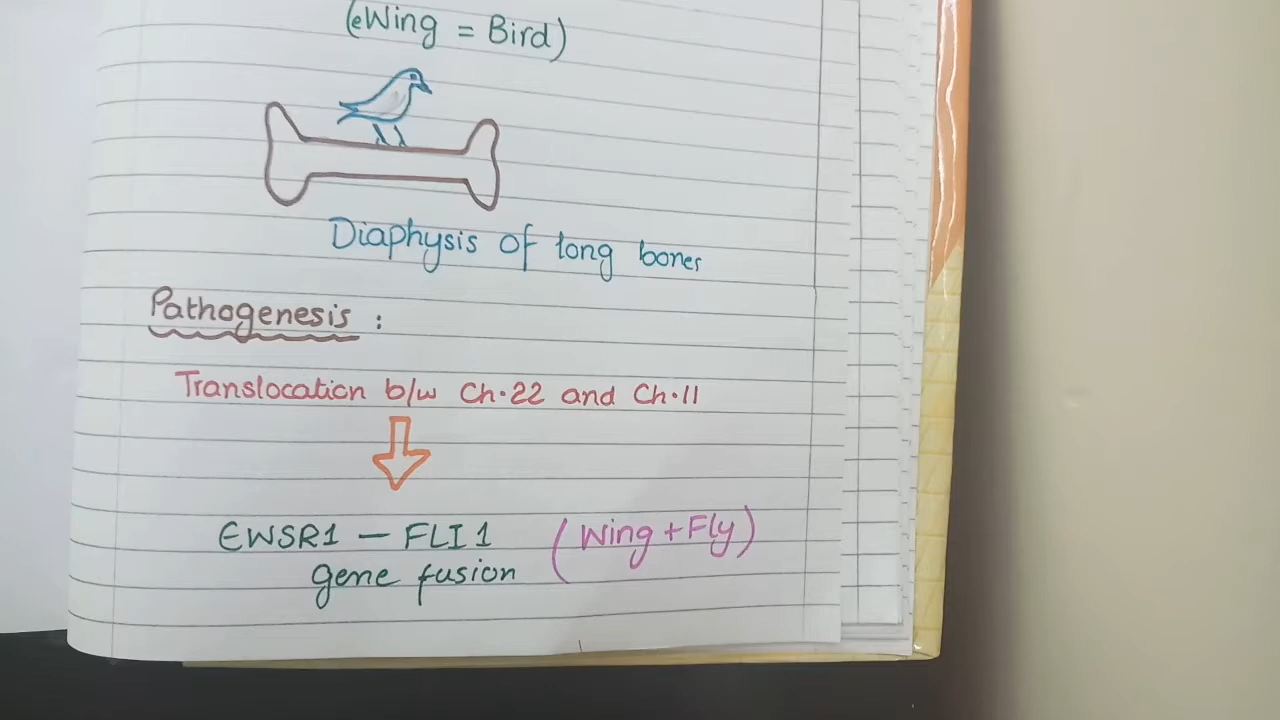 (eWing = Bird)
Diaphysis of long bones
Pathogenesis :
Translocation b/w Ch.22 and Ch.11
EWSR1 – FLI1 (Wing + Fly)
gene fusion